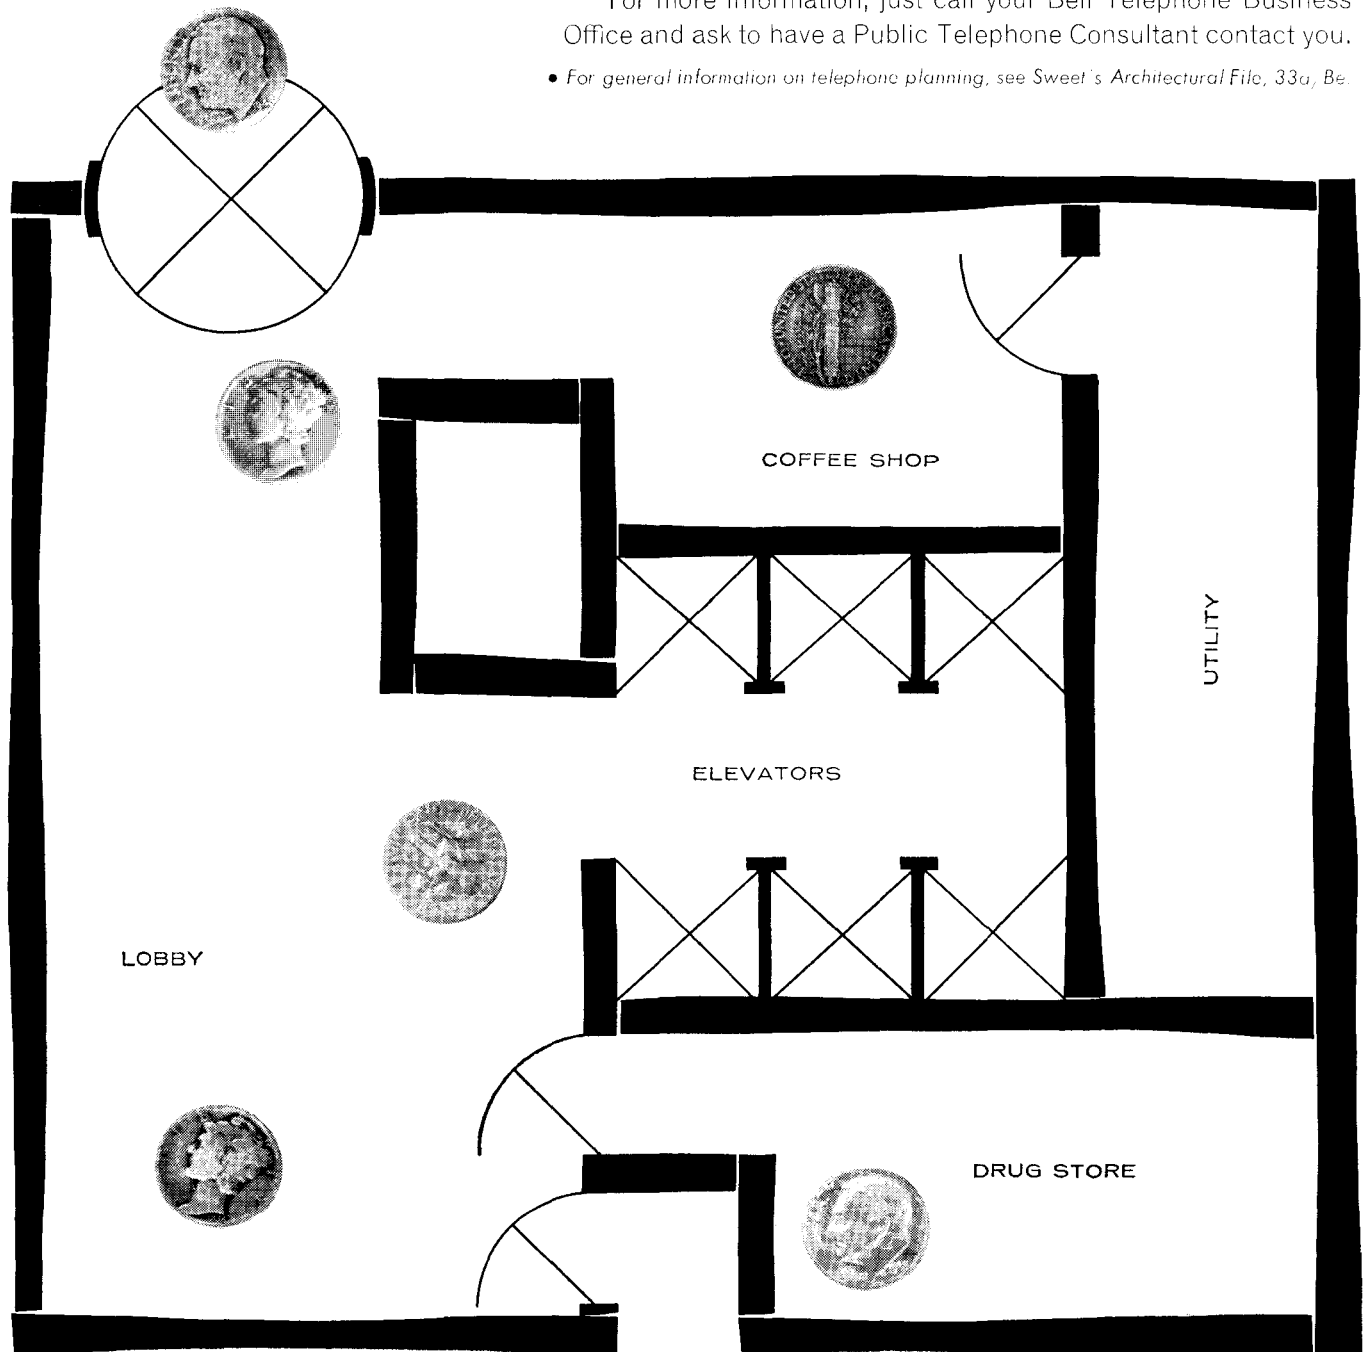 For more information, just call your Bell Telephone Business
Office and ask to have a Public Telephone Consultant contact you.
• For general information on telephone planning, see Sweet's Architectural File, 33a, Be.
COFFEE SHOP
UTILITY
ELEVATORS
LOBBY
DRUG STORE